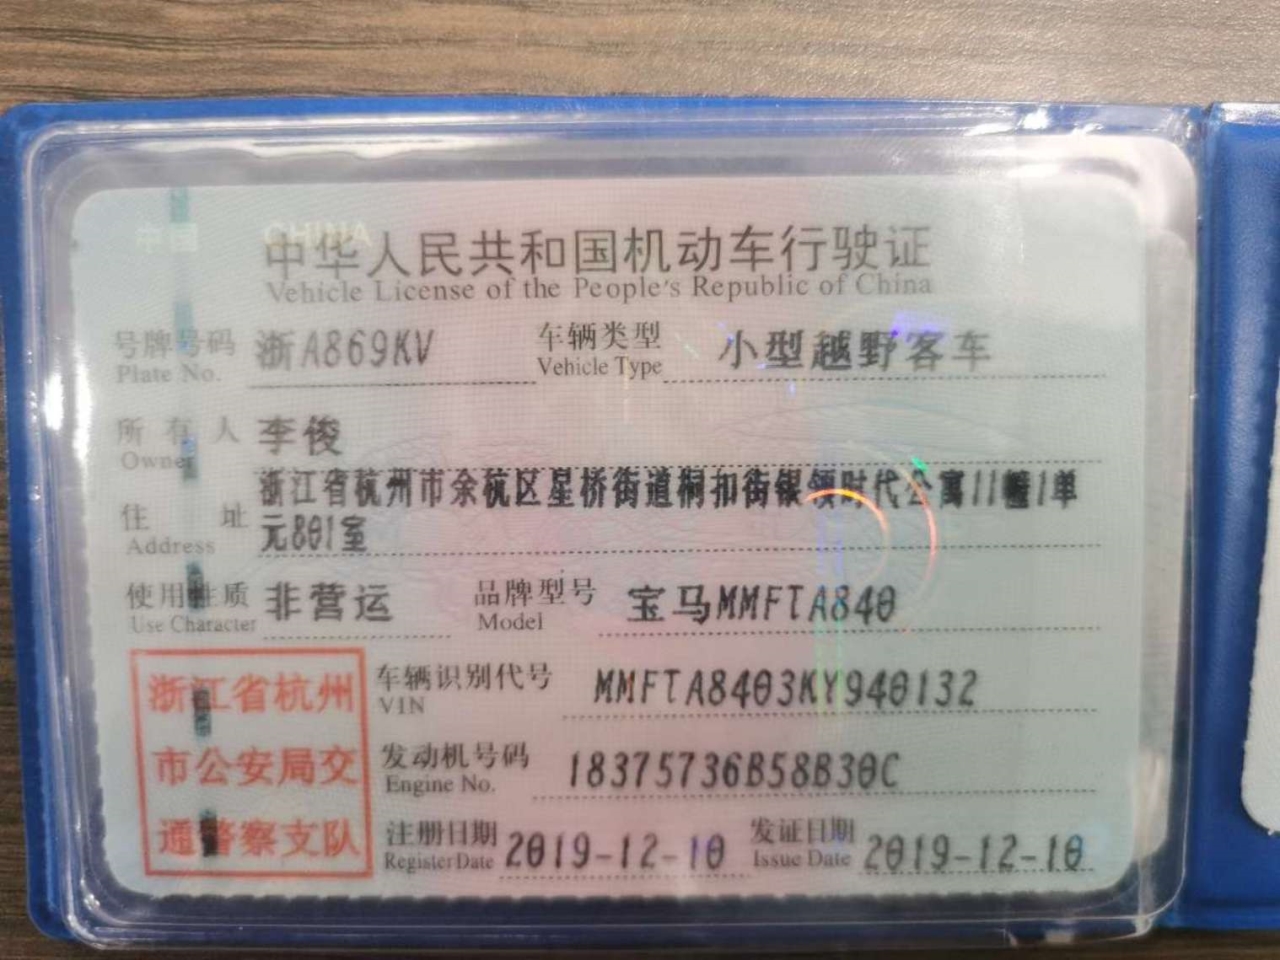 中国 CHINA
中华人民共和国机动车行驶证
Vehicle License of the People's Republic of China
号牌号码 浙A869KV 车辆类型 小型越野客车
Plate No. Vehicle Type
所有人 李俊
Owner
浙江省杭州市余杭区星桥街道桐扣街银领时代公寓11幢1单
住址 元801室
Address
使用性质 非营运 品牌型号 宝马MMFTA840
Use Character Model
浙江省杭州 车辆识别代号 MMFTA8403KY940132
VIN
市公安局交 发动机号码 18375736B58B30C
Engine No.
通警察支队 注册日期 2019-12-10 发证日期 2019-12-10
Register Date Issue Date